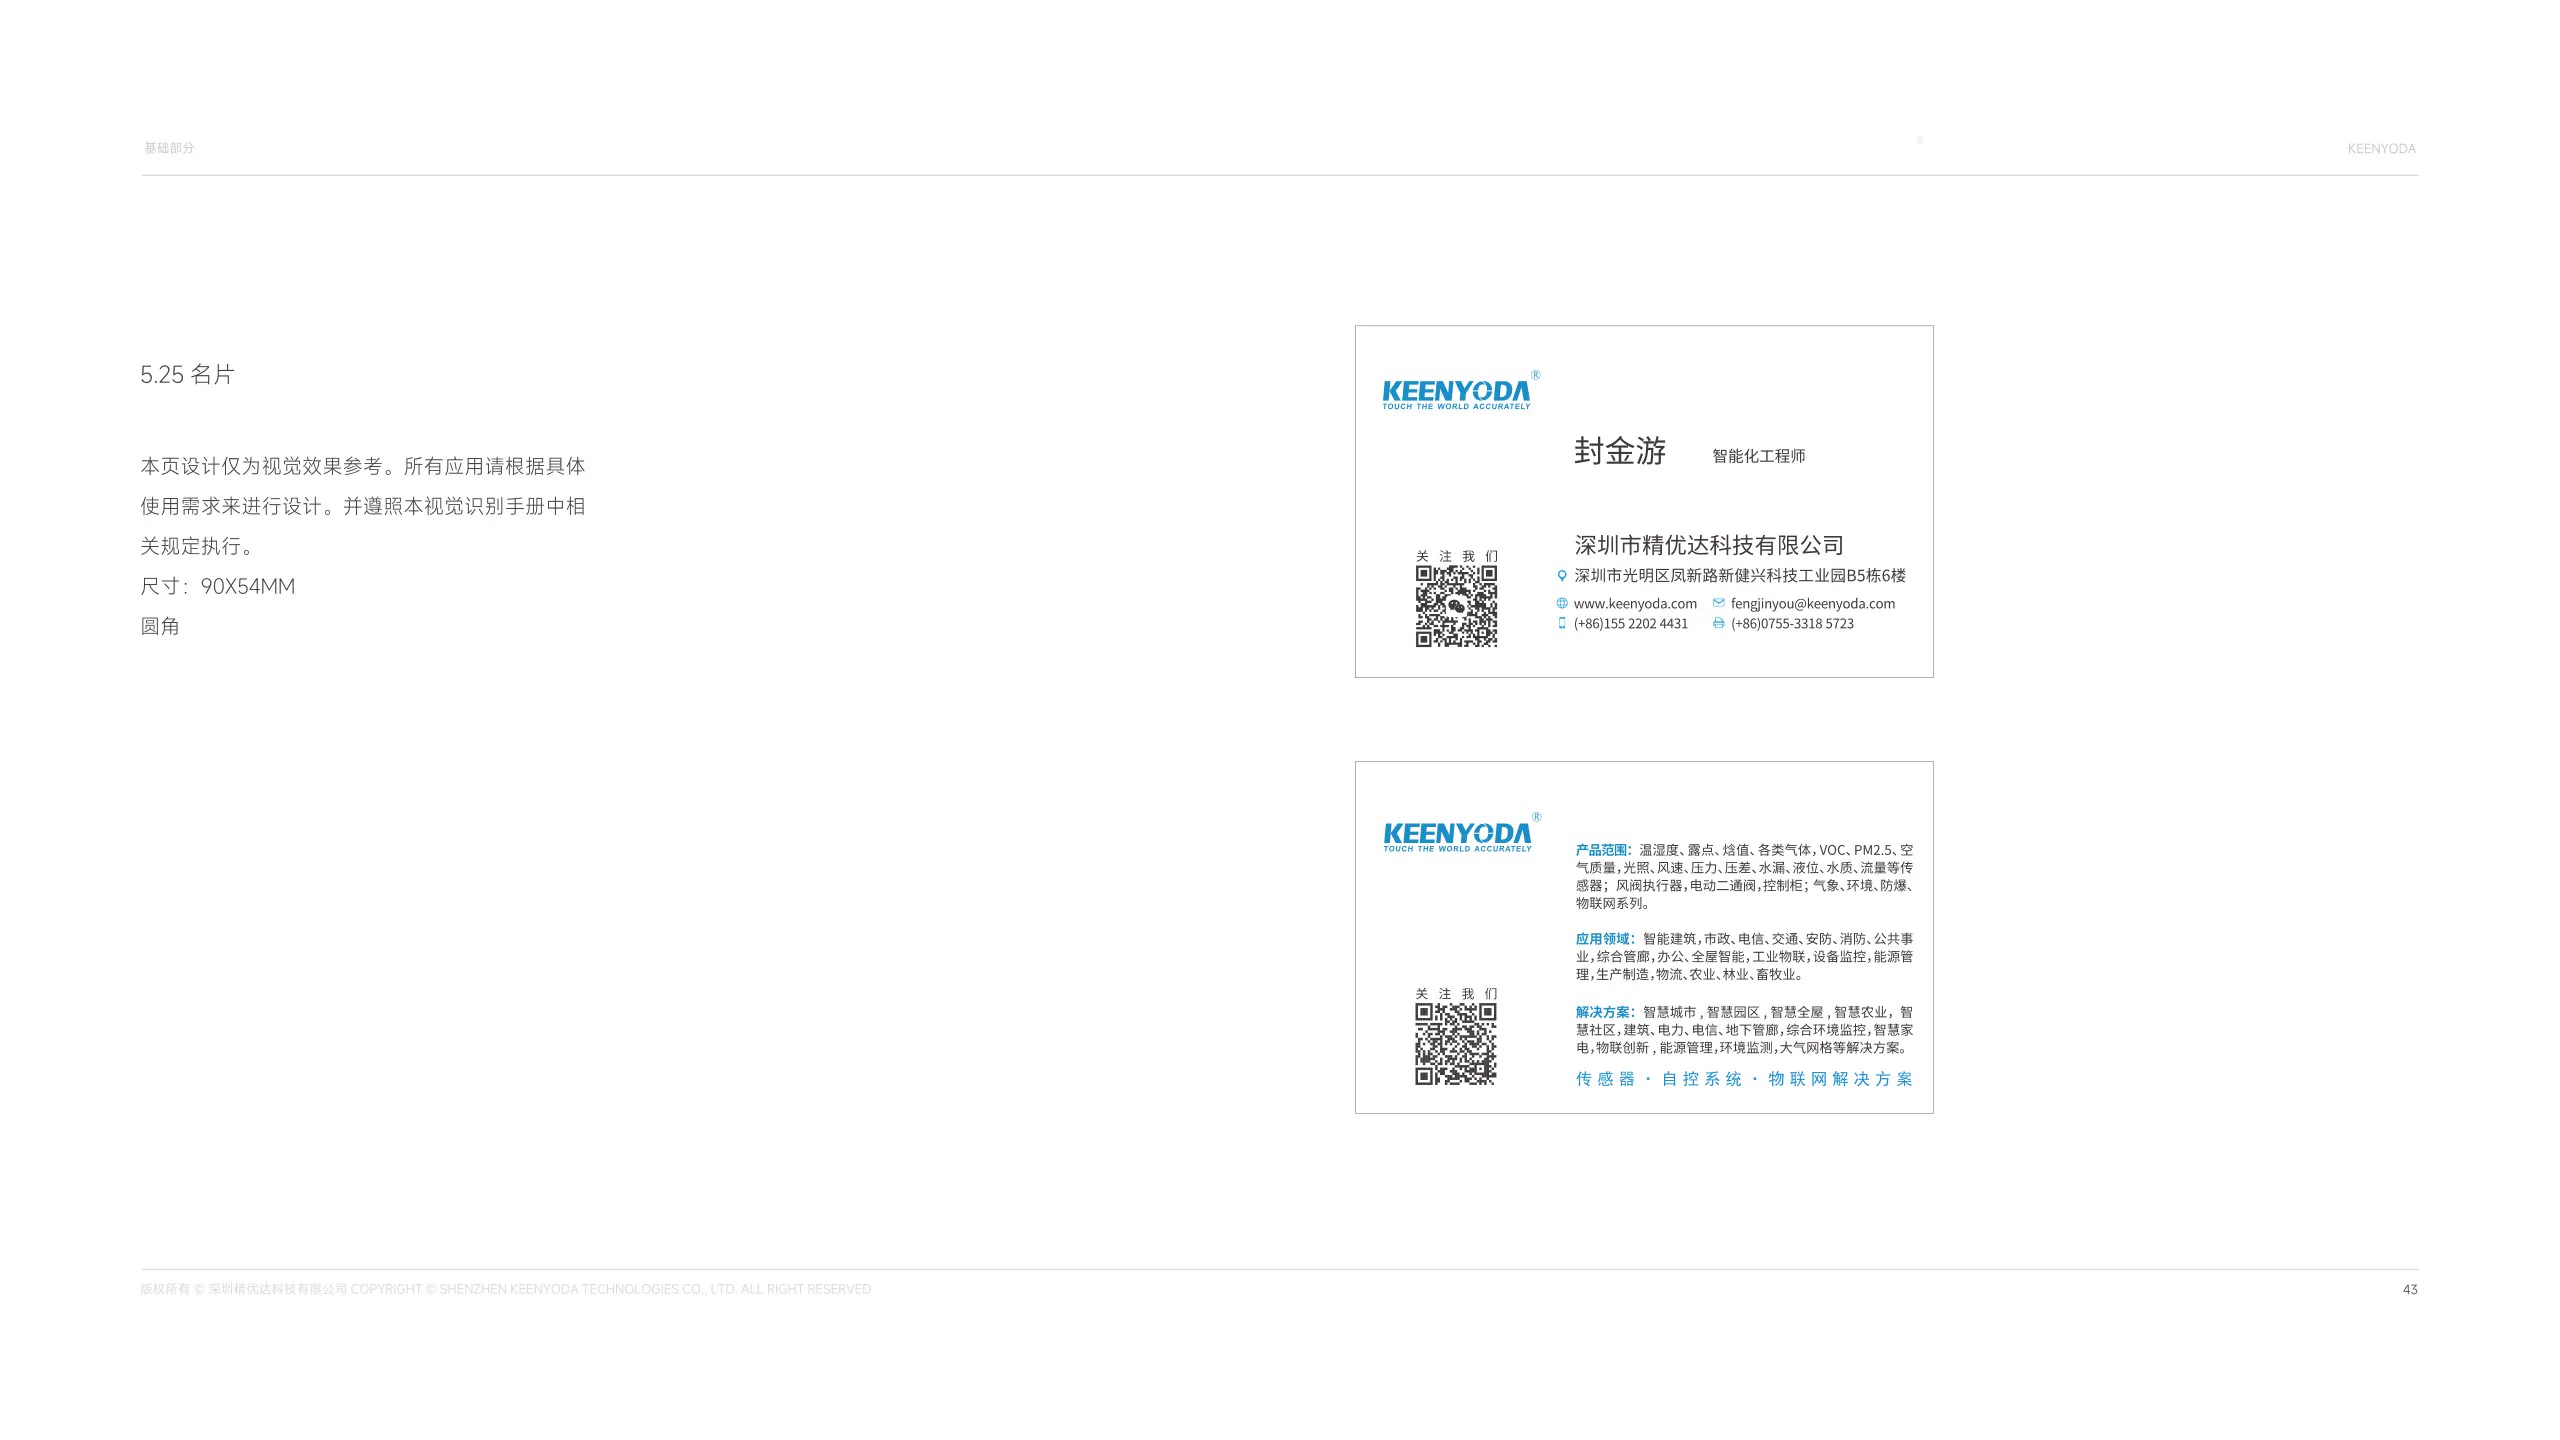 基础部分
KEENYODA
5.25 名片
本页设计仅为视觉效果参考。所有应用请根据具体
使用需求来进行设计。并遵照本视觉识别手册中相
关规定执行。
尺寸：90X54MM
圆角
KEENYODA®
TOUCH THE WORLD ACCURATELY
封金游 智能化工程师
关注我们
深圳市精优达科技有限公司
深圳市光明区凤新路新健兴科技工业园B5栋6楼
www.keenyoda.com fengjinyou@keenyoda.com
(+86)155 2202 4431 (+86)0755-3318 5723
KEENYODA®
TOUCH THE WORLD ACCURATELY
关注我们
产品范围：温湿度、露点、焓值、各类气体，VOC、PM2.5、空
气质量，光照、风速、压力、压差、水漏、液位、水质、流量等传
感器；风阀执行器，电动二通阀，控制柜；气象、环境、防爆、
物联网系列。
应用领域：智能建筑，市政、电信、交通、安防、消防、公共事
业，综合管廊，办公、全屋智能，工业物联，设备监控，能源管
理，生产制造，物流、农业、林业、畜牧业。
解决方案：智慧城市 , 智慧园区 , 智慧全屋 , 智慧农业，智
慧社区，建筑、电力、电信、地下管廊，综合环境监控，智慧家
电，物联创新 , 能源管理，环境监测，大气网格等解决方案。
传感器·自控系统·物联网解决方案
版权所有 © 深圳精优达科技有限公司 COPYRIGHT © SHENZHEN KEENYODA TECHNOLOGIES CO., LTD. ALL RIGHT RESERVED
43